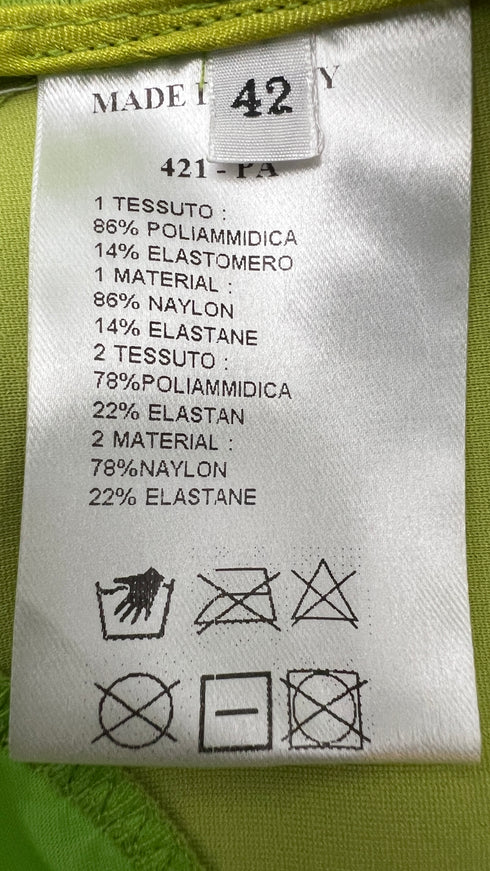 MADE I
Y
42
421 - PA
1 TESSUTO :
86% POLIAMMIDICA
14% ELASTOMERO
1 MATERIAL :
86% NAYLON
14% ELASTANE
2 TESSUTO :
78%POLIAMMIDICA
22% ELASTAN
2 MATERIAL :
78%NAYLON
22% ELASTANE